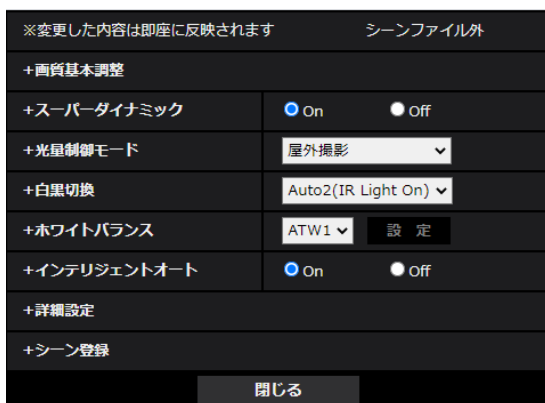 ※変更した内容は即座に反映されます シーンファイル外
+画質基本調整
+スーパーダイナミック On Off
+光量制御モード 屋外撮影
+白黒切換 Auto2(IR Light On)
+ホワイトバランス ATW1 設 定
+インテリジェントオート On Off
+詳細設定
+シーン登録
閉じる